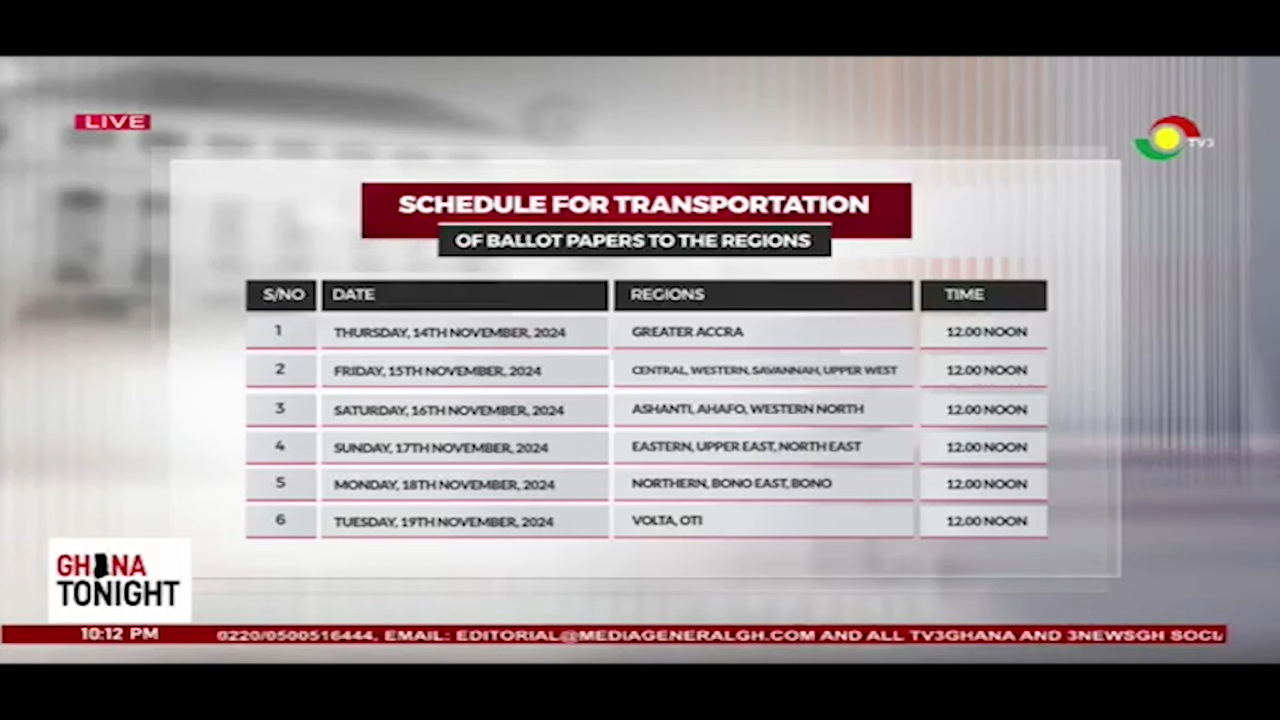 LIVE
TV3
SCHEDULE FOR TRANSPORTATION
OF BALLOT PAPERS TO THE REGIONS
S/NO DATE REGIONS TIME
1 THURSDAY, 14TH NOVEMBER, 2024 GREATER ACCRA 12.00 NOON
2 FRIDAY, 15TH NOVEMBER, 2024 CENTRAL, WESTERN, SAVANNAH, UPPER WEST 12.00 NOON
3 SATURDAY, 16TH NOVEMBER, 2024 ASHANTI, AHAFO, WESTERN NORTH 12.00 NOON
4 SUNDAY, 17TH NOVEMBER, 2024 EASTERN, UPPER EAST, NORTH EAST 12.00 NOON
5 MONDAY, 18TH NOVEMBER, 2024 NORTHERN, BONO EAST, BONO 12.00 NOON
6 TUESDAY, 19TH NOVEMBER, 2024 VOLTA, OTI 12.00 NOON
GHANA
TONIGHT
10:12 PM 0220/0500516444, EMAIL: EDITORIAL@MEDIAGENERALGH.COM AND ALL TV3GHANA AND 3NEWSGH SOCI